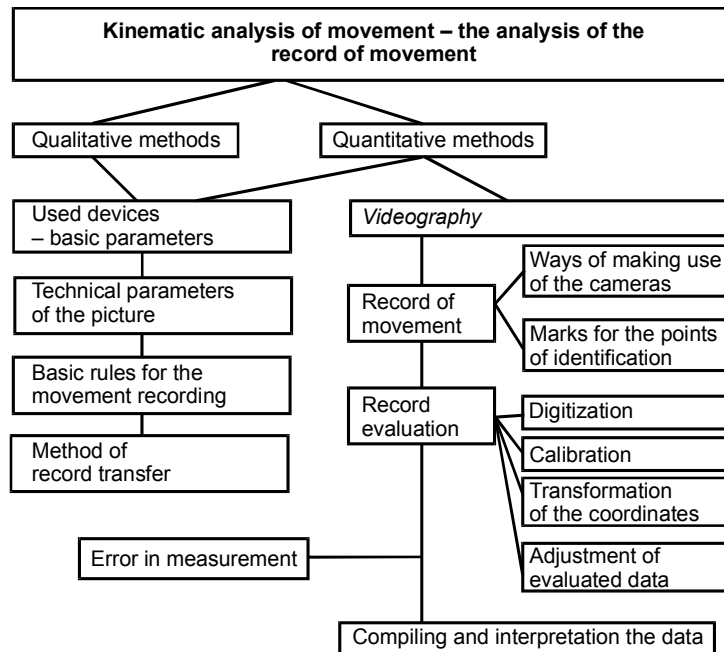 Kinematic analysis of movement – the analysis of the
record of movement
Qualitative methods
Quantitative methods
Used devices
– basic parameters
Technical parameters
of the picture
Basic rules for the
movement recording
Method of
record transfer
Videography
Record of
movement
Ways of making use
of the cameras
Marks for the points
of identification
Record
evaluation
Digitization
Calibration
Transformation
of the coordinates
Adjustment of
evaluated data
Error in measurement
Compiling and interpretation the data